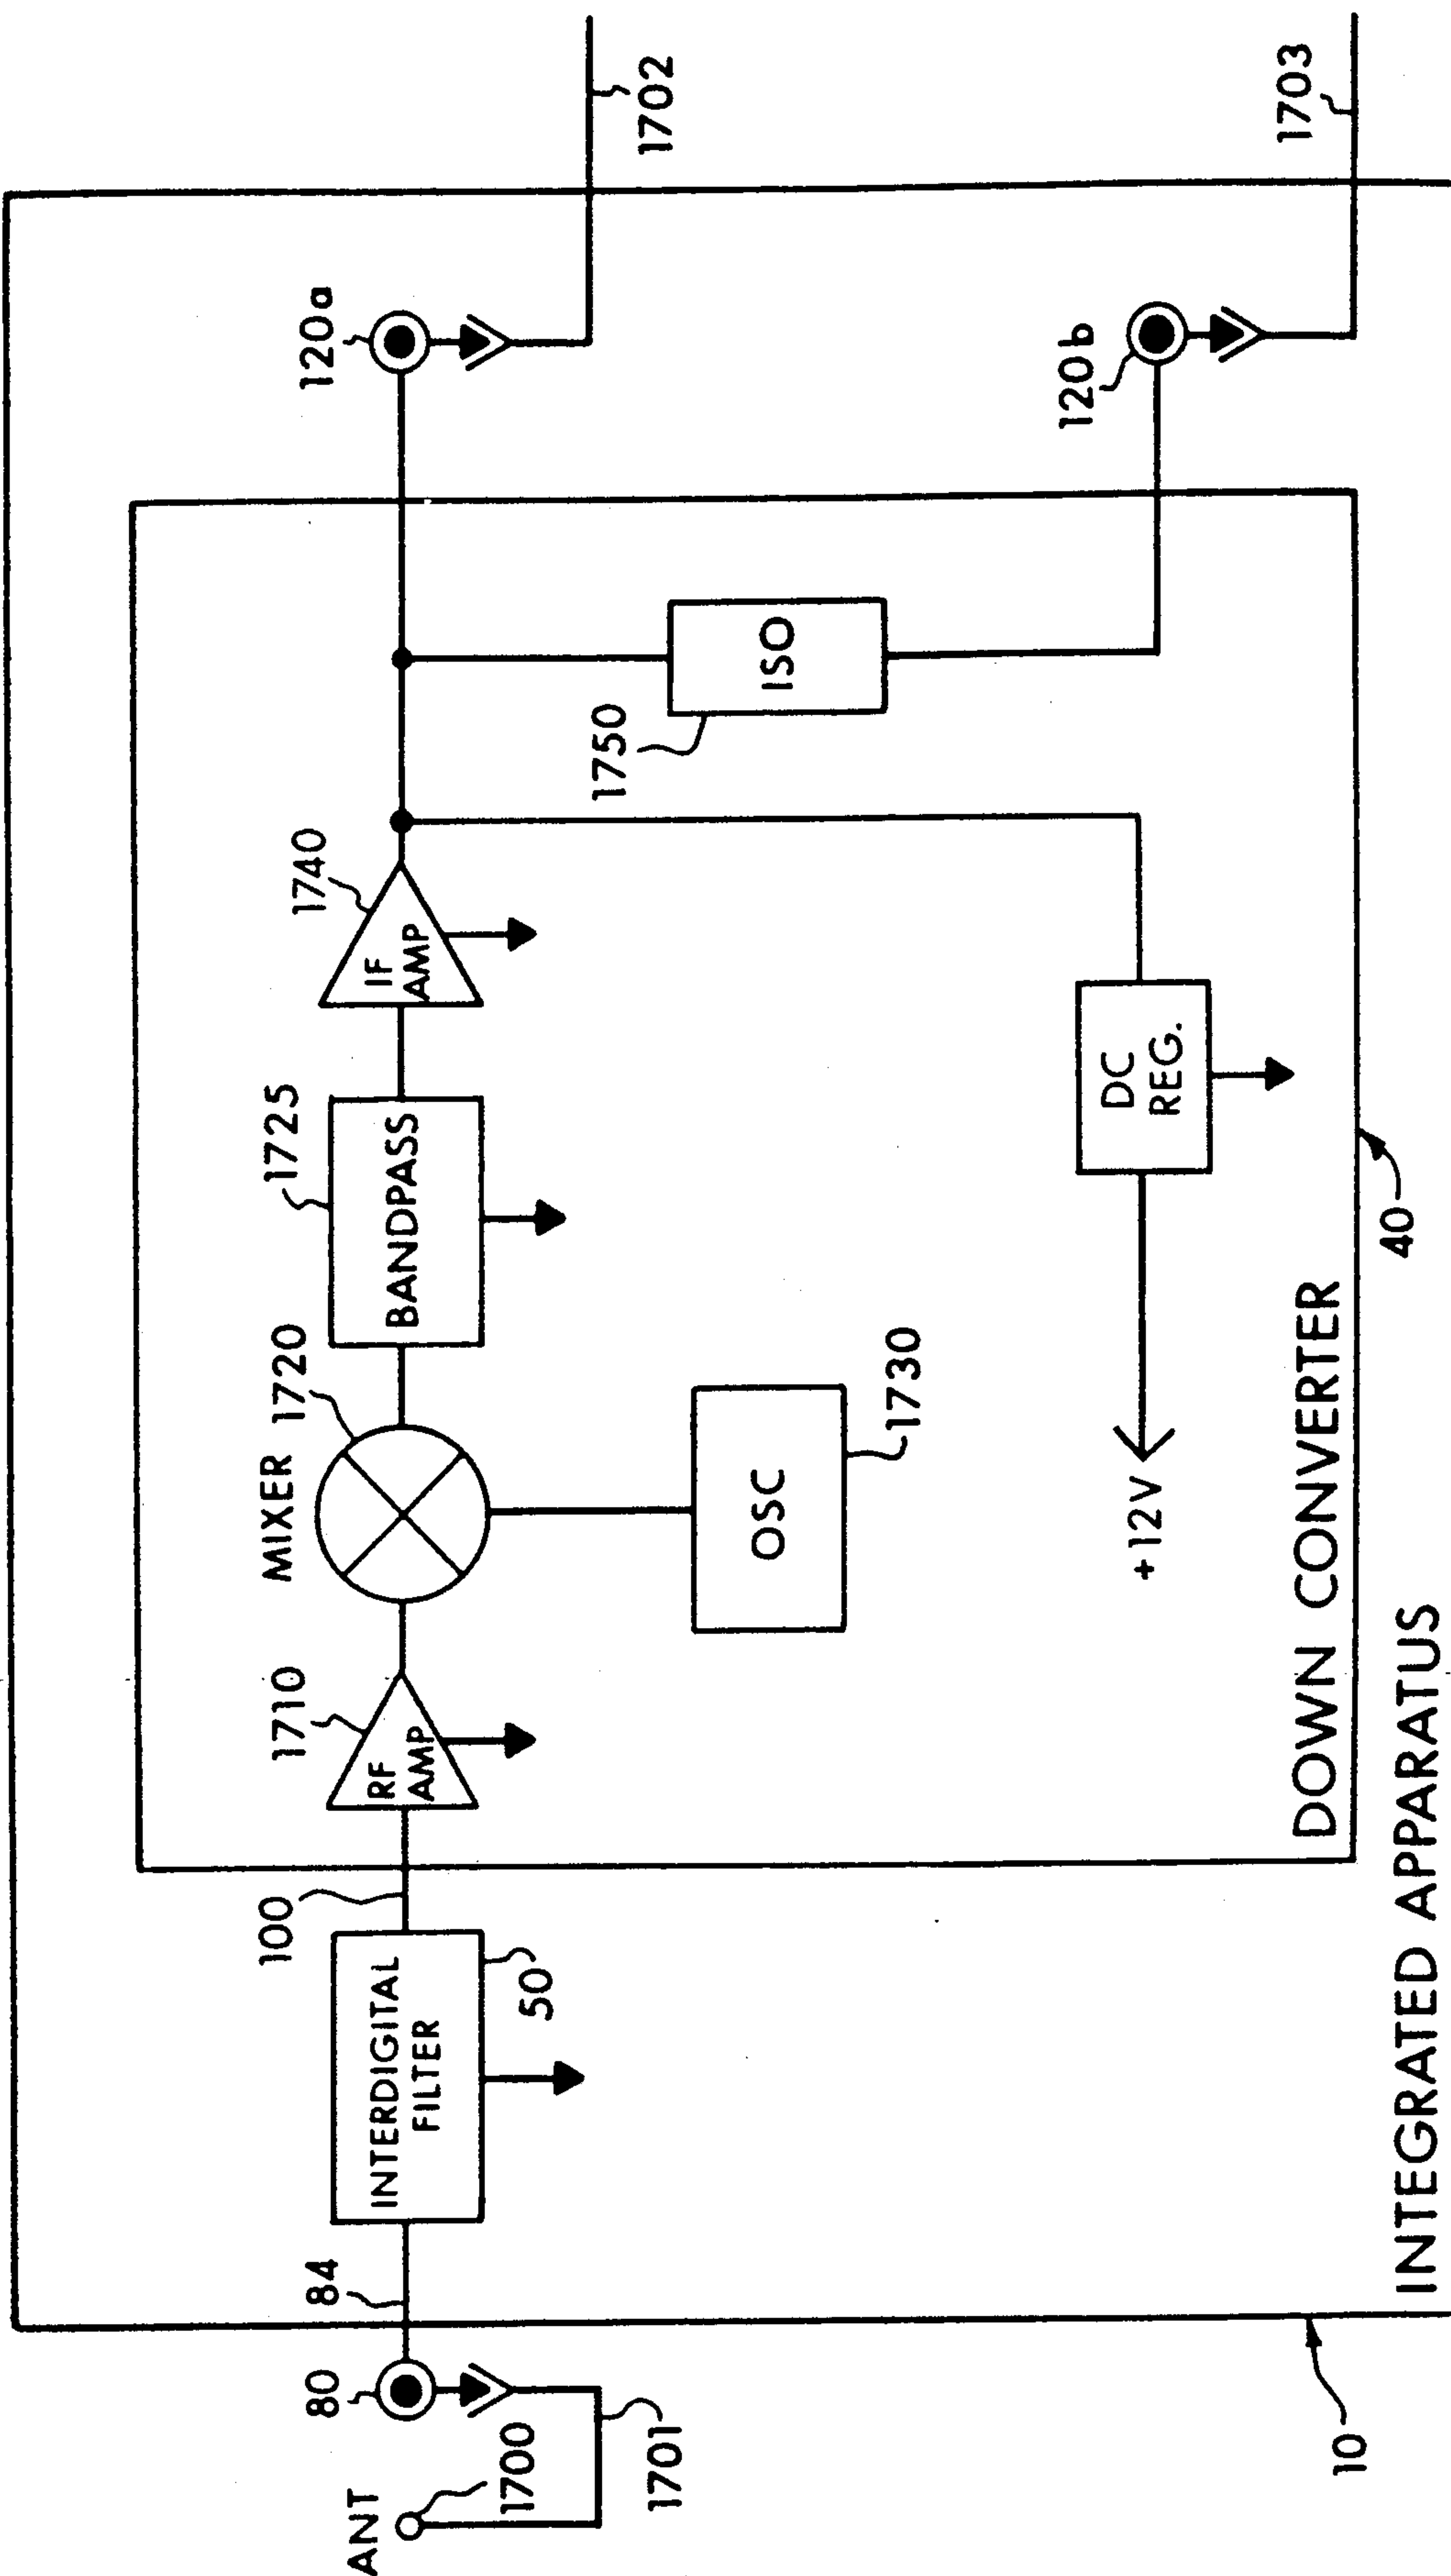 ANT
1700
1701
80
84
INTERDIGITAL
FILTER
50
100
RF
AMP
1710
MIXER
1720
OSC
1730
BANDPASS
1725
IF
AMP
1740
ISO
1750
DC
REG.
+12V
120a
1702
120b
1703
DOWN CONVERTER
40
INTEGRATED APPARATUS
10